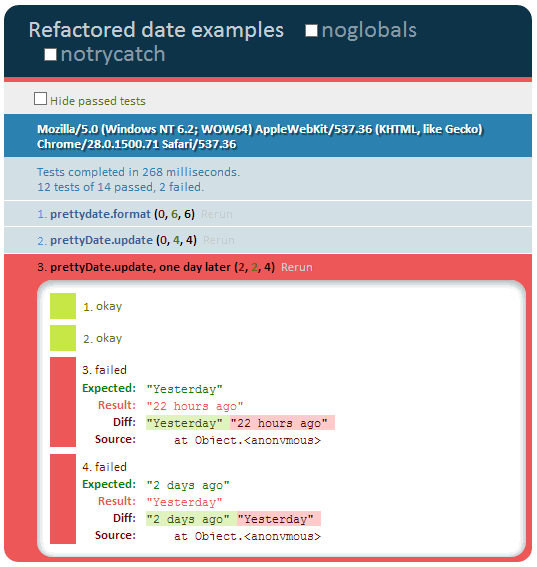 Refactored date examples noglobals
notrycatch
Hide passed tests
Mozilla/5.0 (Windows NT 6.2; WOW64) AppleWebKit/537.36 (KHTML, like Gecko)
Chrome/28.0.1500.71 Safari/537.36
Tests completed in 268 milliseconds.
12 tests of 14 passed, 2 failed.
1. prettydate.format (0, 6, 6) Rerun
2. prettyDate.update (0, 4, 4) Rerun
3. prettyDate.update, one day later (2, 2, 4) Rerun
1. okay
2. okay
3. failed
Expected: "Yesterday"
Result: "22 hours ago"
Diff: "Yesterday" "22 hours ago"
Source: at Object.<anonymous>
4. failed
Expected: "2 days ago"
Result: "Yesterday"
Diff: "2 days ago" "Yesterday"
Source: at Object.<anonymous>